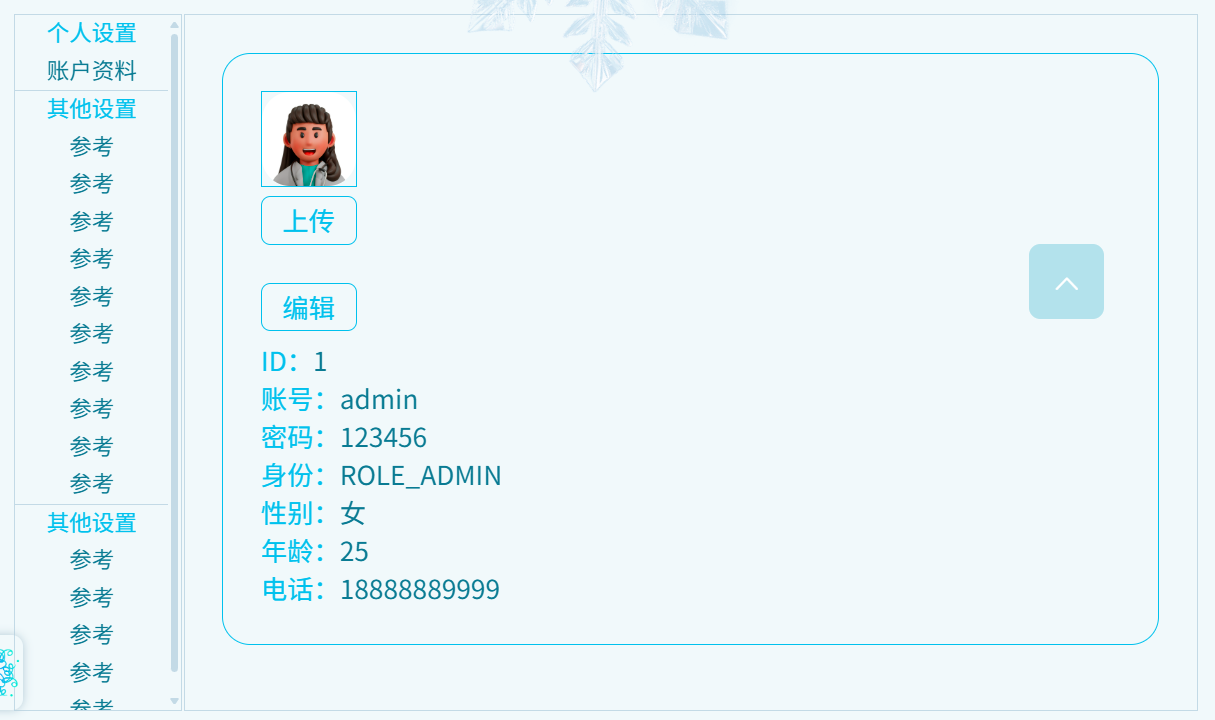 个人设置
账户资料
其他设置
参考
参考
参考
参考
参考
参考
参考
参考
参考
参考
其他设置
参考
参考
参考
参考
参考
上传
编辑
ID：1
账号：admin
密码：123456
身份：ROLE_ADMIN
性别：女
年龄：25
电话：18888889999